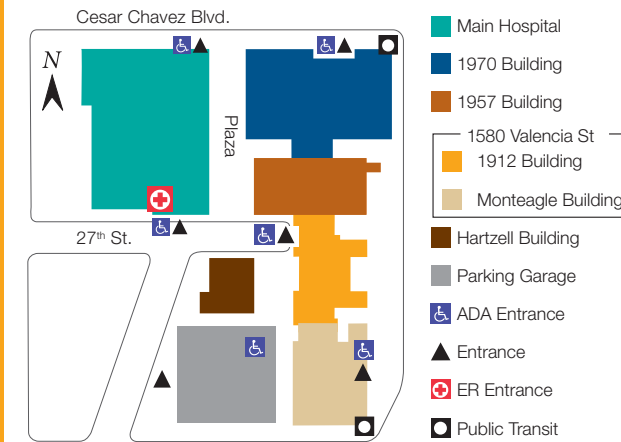 Cesar Chavez Blvd.
N
Plaza
27th St.
Main Hospital
1970 Building
1957 Building
1580 Valencia St
1912 Building
Monteagle Building
Hartzell Building
Parking Garage
ADA Entrance
Entrance
ER Entrance
Public Transit